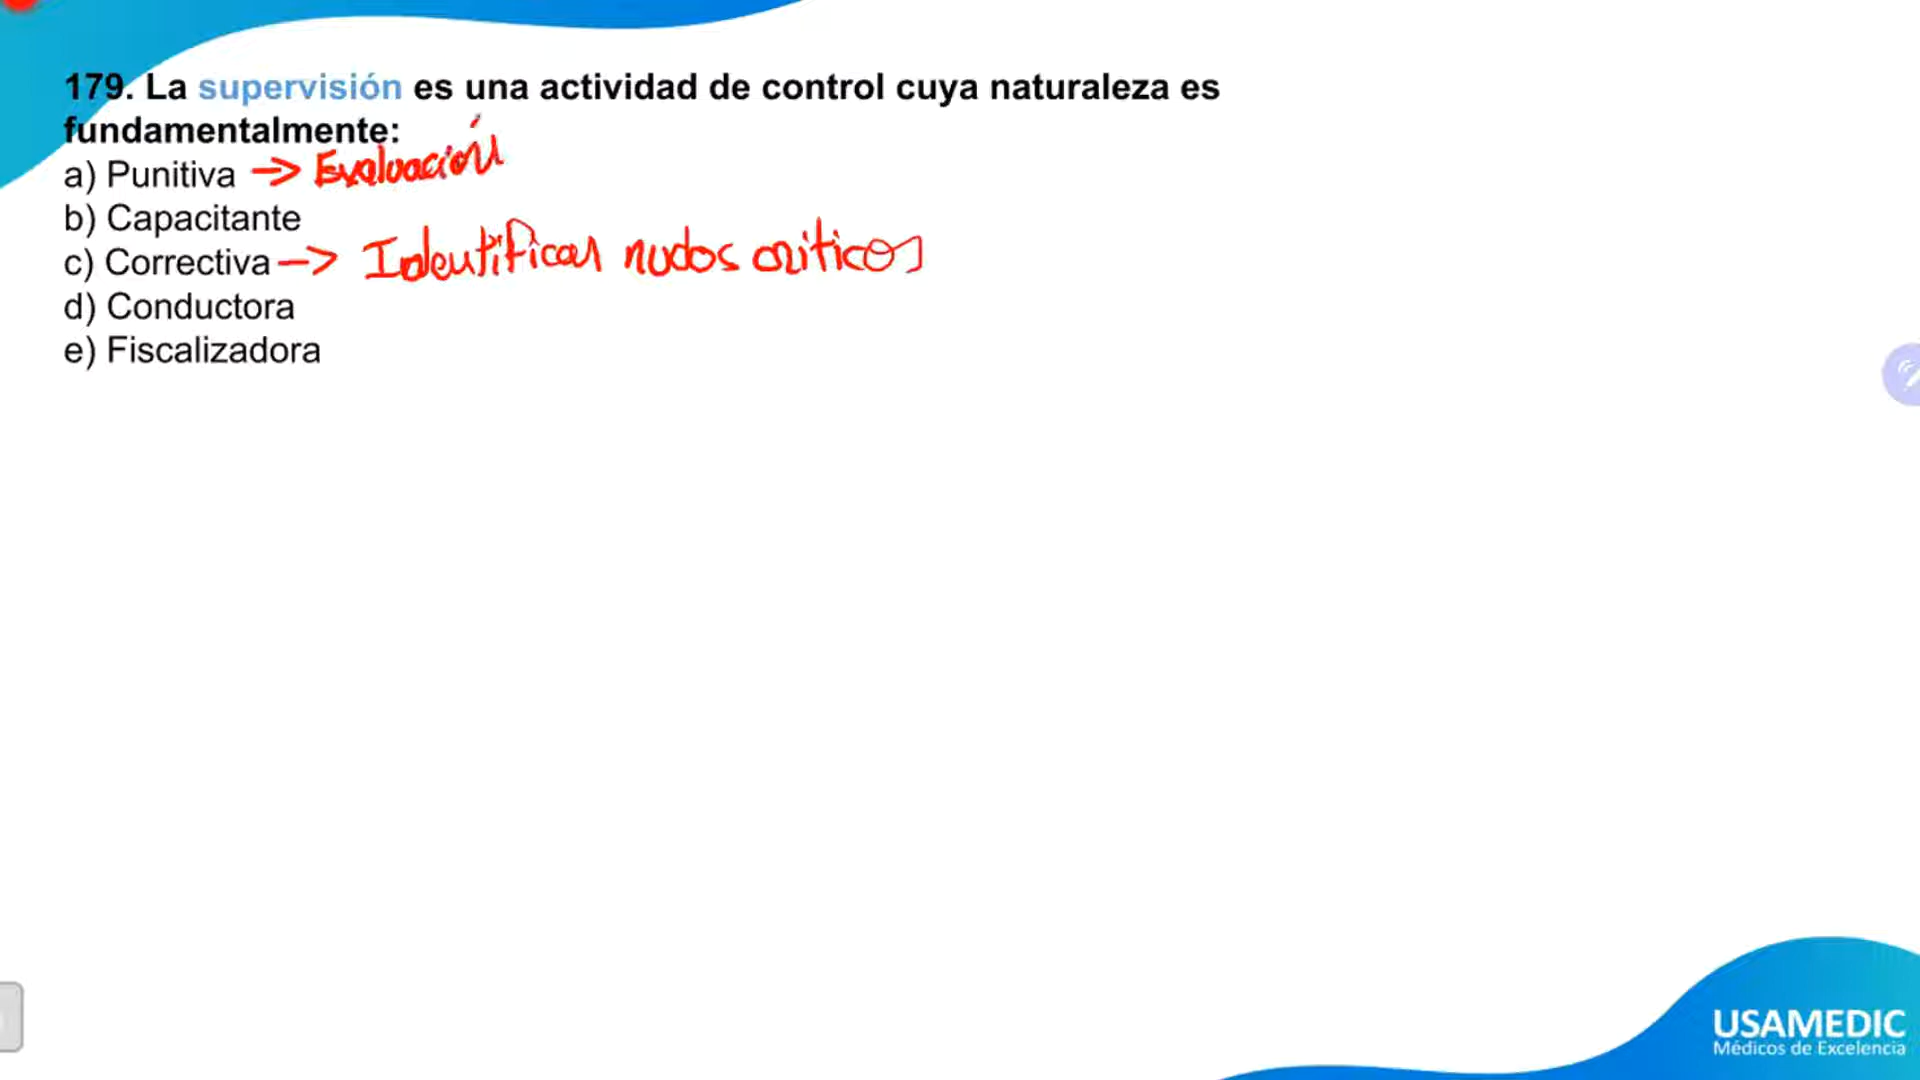 179. La supervisión es una actividad de control cuya naturaleza es
fundamentalmente:
a) Punitiva -> Evaluación
b) Capacitante
c) Correctiva -> Identificar nudos criticos
d) Conductora
e) Fiscalizadora
USAMEDIC
Médicos de Excelencia